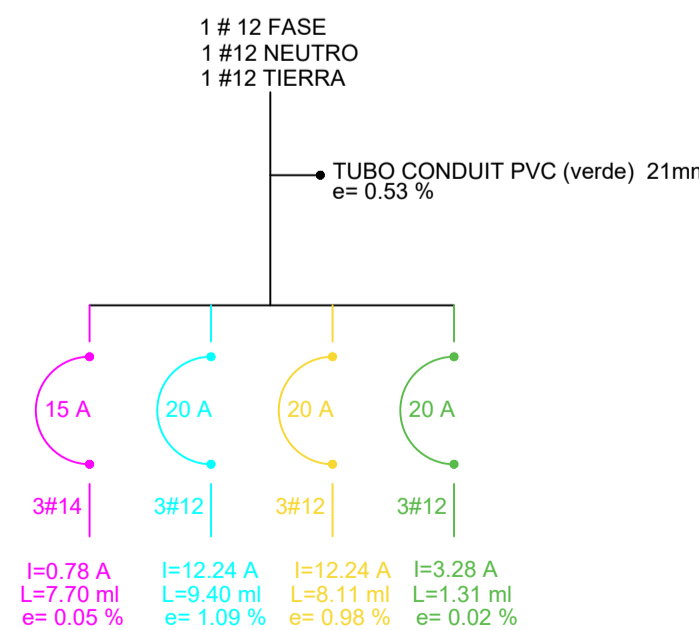 1 # 12 FASE
1 #12 NEUTRO
1 #12 TIERRA
TUBO CONDUIT PVC (verde) 21mm
e= 0.53 %
15 A 20 A 20 A 20 A
3#14 3#12 3#12 3#12
I=0.78 A I=12.24 A I=12.24 A I=3.28 A
L=7.70 ml L=9.40 ml L=8.11 ml L=1.31 ml
e= 0.05 % e= 1.09 % e= 0.98 % e= 0.02 %